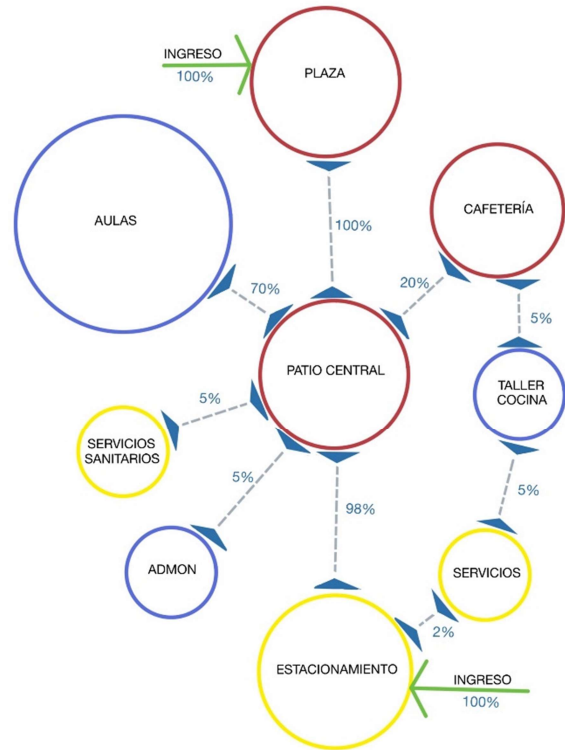 INGRESO
100%
PLAZA
AULAS
CAFETERÍA
100%
70%
20%
5%
PATIO CENTRAL
TALLER
COCINA
5%
SERVICIOS
SANITARIOS
5%
5%
98%
ADMON
SERVICIOS
2%
ESTACIONAMIENTO
INGRESO
100%